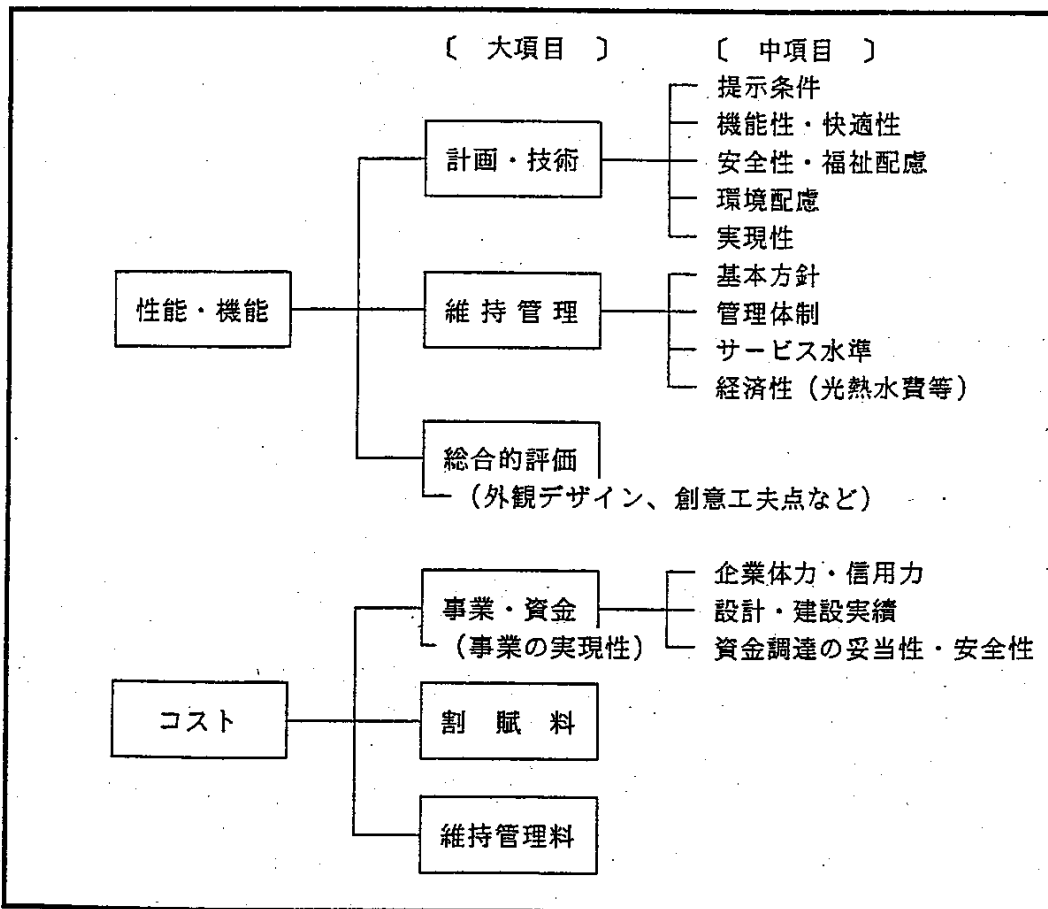 〔 大項目 〕 〔 中項目 〕
提示条件
機能性・快適性
計画・技術
安全性・福祉配慮
環境配慮
実現性
基本方針
性能・機能
維持管理
管理体制
サービス水準
経済性（光熱水費等）
総合的評価
（外観デザイン、創意工夫点など）
企業体力・信用力
事業・資金
設計・建設実績
（事業の実現性）
資金調達の妥当性・安全性
コスト
割賦料
維持管理料